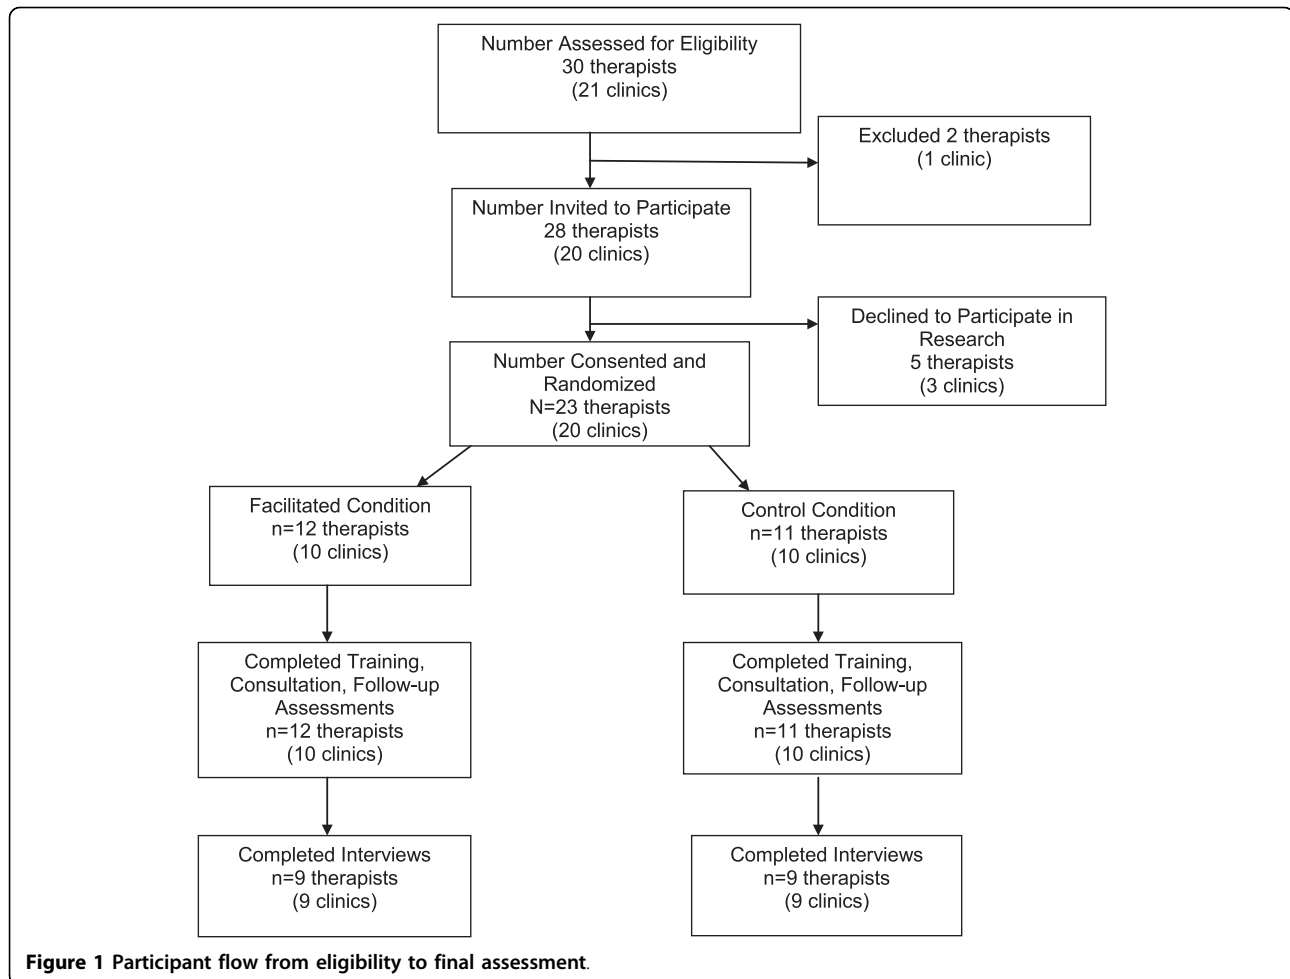 Number Assessed for Eligibility
30 therapists
(21 clinics)
Excluded 2 therapists
(1 clinic)
Number Invited to Participate
28 therapists
(20 clinics)
Declined to Participate in
Research
5 therapists
(3 clinics)
Number Consented and
Randomized
N=23 therapists
(20 clinics)
Facilitated Condition
n=12 therapists
(10 clinics)
Control Condition
n=11 therapists
(10 clinics)
Completed Training,
Consultation, Follow-up
Assessments
n=12 therapists
(10 clinics)
Completed Training,
Consultation, Follow-up
Assessments
n=11 therapists
(10 clinics)
Completed Interviews
n=9 therapists
(9 clinics)
Completed Interviews
n=9 therapists
(9 clinics)
Figure 1 Participant flow from eligibility to final assessment.